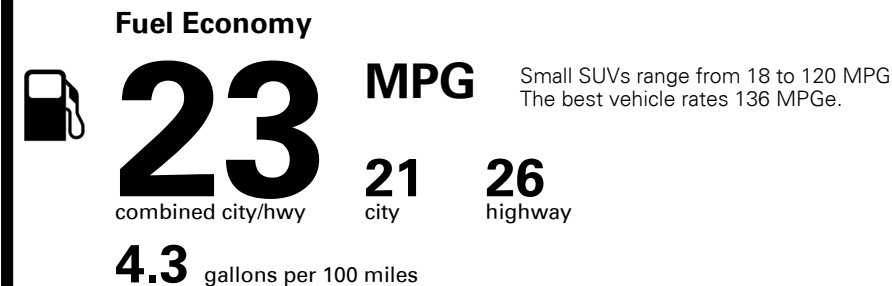 Fuel Economy
23 MPG
Small SUVs range from 18 to 120 MPG
The best vehicle rates 136 MPGe.
combined city/hwy
21 city
26 highway
4.3 gallons per 100 miles